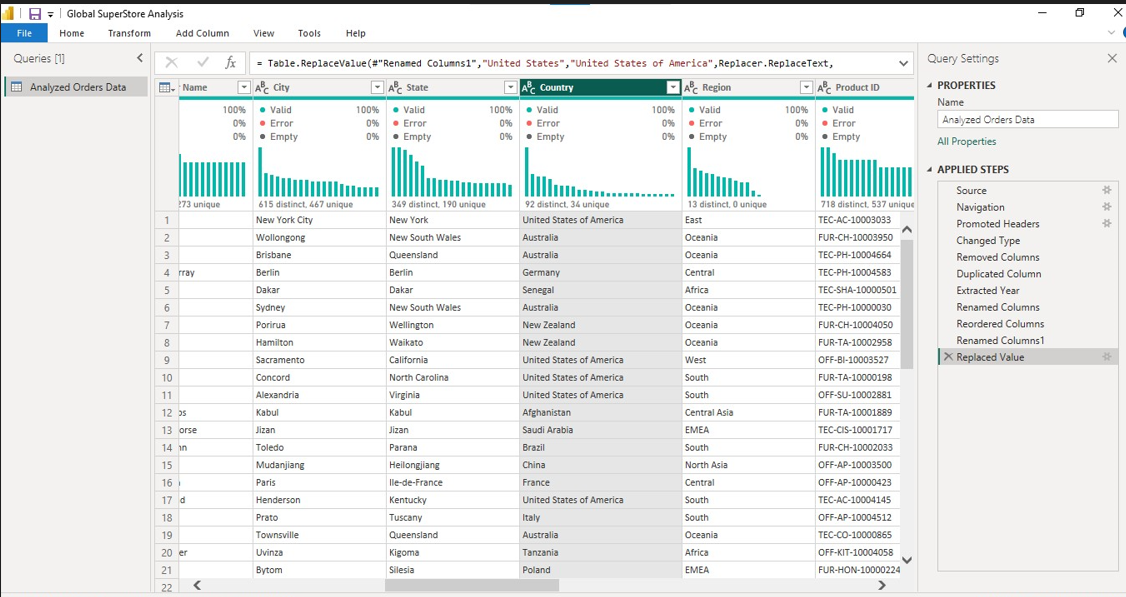 Global SuperStore Analysis
File Home Transform Add Column View Tools Help
Queries [1]
Analyzed Orders Data
fx = Table.ReplaceValue(#"Renamed Columns1","United States","United States of America",Replacer.ReplaceText,
Name ABC City ABC State ABC Country ABC Region ABC Product ID
100% Valid 100% Valid 100% Valid 100% Valid 100% Valid
0% Error 0% Error 0% Error 0% Error 0% Error
0% Empty 0% Empty 0% Empty 0% Empty 0% Empty
273 unique 615 distinct, 467 unique 349 distinct, 190 unique 92 distinct, 34 unique 13 distinct, 0 unique 718 distinct, 537 unique
1 New York City New York United States of America East TEC-AC-10003033
2 Wollongong New South Wales Australia Oceania FUR-CH-10003950
3 Brisbane Queensland Australia Oceania TEC-PH-10004664
4 rray Berlin Berlin Germany Central TEC-PH-10004583
5 Dakar Dakar Senegal Africa TEC-SHA-10000501
6 Sydney New South Wales Australia Oceania TEC-PH-10000030
7 Porirua Wellington New Zealand Oceania FUR-CH-10004050
8 Hamilton Waikato New Zealand Oceania FUR-TA-10002958
9 Sacramento California United States of America West OFF-BI-10003527
10 Concord North Carolina United States of America South FUR-TA-10000198
11 Alexandria Virginia United States of America South OFF-SU-10002881
12 os Kabul Kabul Afghanistan Central Asia FUR-TA-10001889
13 orse Jizan Jizan Saudi Arabia EMEA TEC-CIS-10001717
14 nn Toledo Parana Brazil South FUR-CH-10002033
15 Mudanjiang Heilongjiang China North Asia OFF-AP-10003500
16 Paris Ile-de-France France Central OFF-AP-10000423
17 d Henderson Kentucky United States of America South TEC-AC-10004145
18 Prato Tuscany Italy South OFF-AP-10004512
19 Townsville Queensland Australia Oceania TEC-CO-10000865
20 er Uvinza Kigoma Tanzania Africa OFF-KIT-10004058
21 Bytom Silesia Poland EMEA FUR-HON-10000224
22
Query Settings
PROPERTIES
Name
Analyzed Orders Data
All Properties
APPLIED STEPS
Source
Navigation
Promoted Headers
Changed Type
Removed Columns
Duplicated Column
Extracted Year
Renamed Columns
Reordered Columns
Renamed Columns1
Replaced Value